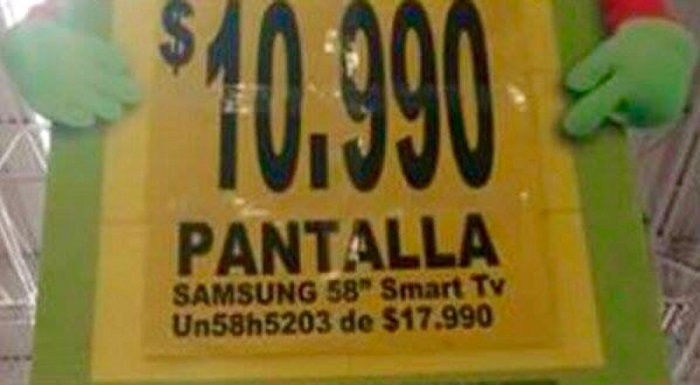 $10.990
PANTALLA
SAMSUNG 58" Smart Tv
Un58h5203 de $17.990